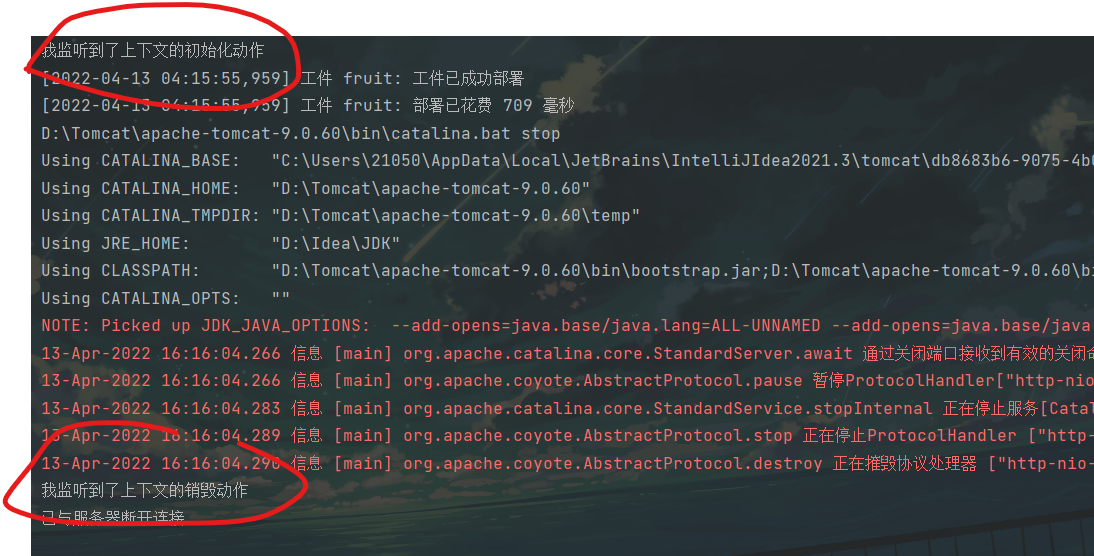 我监听到了上下文的初始化动作
[2022-04-13 04:15:55,959] 工件 fruit: 工件已成功部署
[2022-04-13 04:15:55,959] 工件 fruit: 部署已花费 709 毫秒
D:\Tomcat\apache-tomcat-9.0.60\bin\catalina.bat stop
Using CATALINA_BASE:   "C:\Users\21050\AppData\Local\JetBrains\IntelliJIdea2021.3\tomcat\db8683b6-9075-4b
Using CATALINA_HOME:   "D:\Tomcat\apache-tomcat-9.0.60"
Using CATALINA_TMPDIR: "D:\Tomcat\apache-tomcat-9.0.60\temp"
Using JRE_HOME:        "D:\Idea\JDK"
Using CLASSPATH:       "D:\Tomcat\apache-tomcat-9.0.60\bin\bootstrap.jar;D:\Tomcat\apache-tomcat-9.0.60\bi
Using CATALINA_OPTS:   ""
NOTE: Picked up JDK_JAVA_OPTIONS:  --add-opens=java.base/java.lang=ALL-UNNAMED --add-opens=java.base/java
13-Apr-2022 16:16:04.266 信息 [main] org.apache.catalina.core.StandardServer.await 通过关闭端口接收到有效的关闭命
13-Apr-2022 16:16:04.266 信息 [main] org.apache.coyote.AbstractProtocol.pause 暂停ProtocolHandler["http-nio
13-Apr-2022 16:16:04.283 信息 [main] org.apache.catalina.core.StandardService.stopInternal 正在停止服务[Catal
13-Apr-2022 16:16:04.289 信息 [main] org.apache.coyote.AbstractProtocol.stop 正在停止ProtocolHandler ["http-
13-Apr-2022 16:16:04.290 信息 [main] org.apache.coyote.AbstractProtocol.destroy 正在摧毁协议处理器 ["http-nio-
我监听到了上下文的销毁动作
已与服务器断开连接